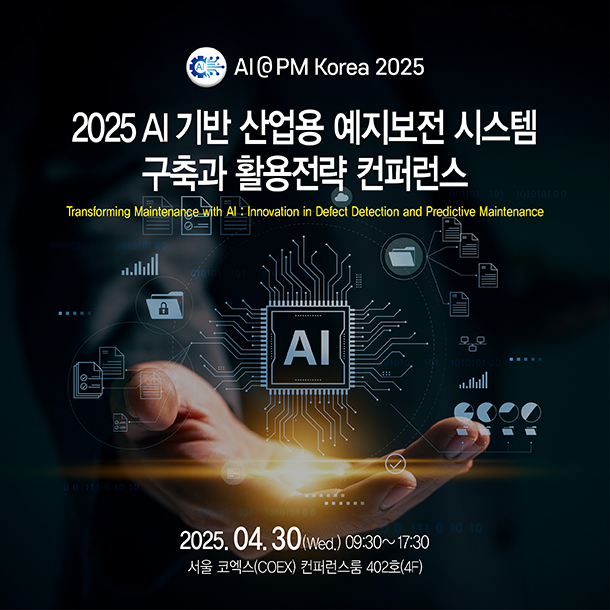 AI
AI@PM Korea 2025
2025 AI 기반 산업용 예지보전 시스템
구축과 활용전략 컨퍼런스
Transforming Maintenance with AI : Innovation in Defect Detection and Predictive Maintenance
AI
2025. 04. 30(Wed.) 09:30~17:30
서울 코엑스(COEX) 컨퍼런스룸 402호(4F)